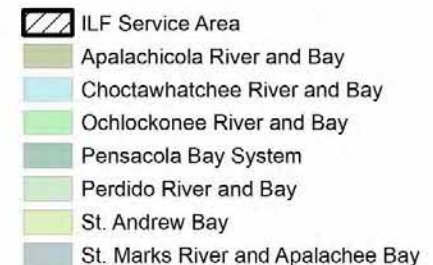 ILF Service Area
Apalachicola River and Bay
Choctawhatchee River and Bay
Ochlockonee River and Bay
Pensacola Bay System
Perdido River and Bay
St. Andrew Bay
St. Marks River and Apalachee Bay